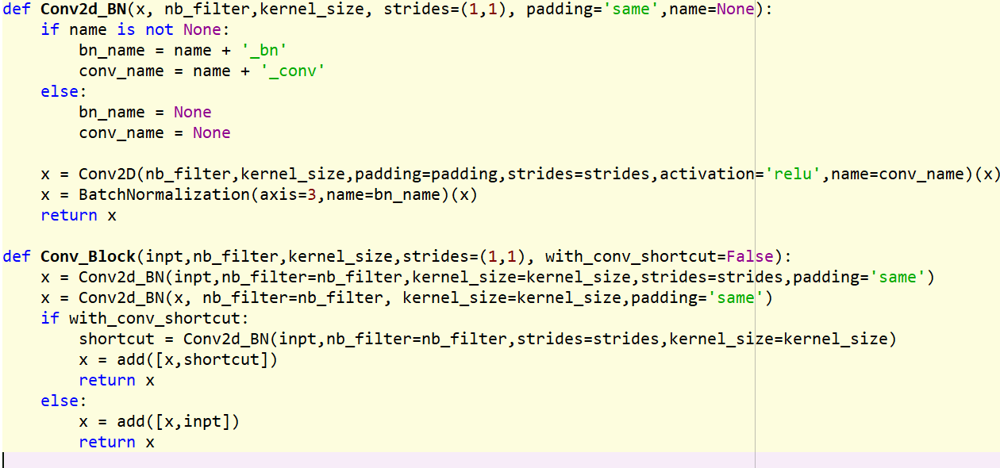 def Conv2d_BN(x, nb_filter,kernel_size, strides=(1,1), padding='same',name=None):
    if name is not None:
        bn_name = name + '_bn'
        conv_name = name + '_conv'
    else:
        bn_name = None
        conv_name = None

    x = Conv2D(nb_filter,kernel_size,padding=padding,strides=strides,activation='relu',name=conv_name)(x)
    x = BatchNormalization(axis=3,name=bn_name)(x)
    return x

def Conv_Block(inpt,nb_filter,kernel_size,strides=(1,1), with_conv_shortcut=False):
    x = Conv2d_BN(inpt,nb_filter=nb_filter,kernel_size=kernel_size,strides=strides,padding='same')
    x = Conv2d_BN(x, nb_filter=nb_filter, kernel_size=kernel_size,padding='same')
    if with_conv_shortcut:
        shortcut = Conv2d_BN(inpt,nb_filter=nb_filter,strides=strides,kernel_size=kernel_size)
        x = add([x,shortcut])
        return x
    else:
        x = add([x,inpt])
        return x